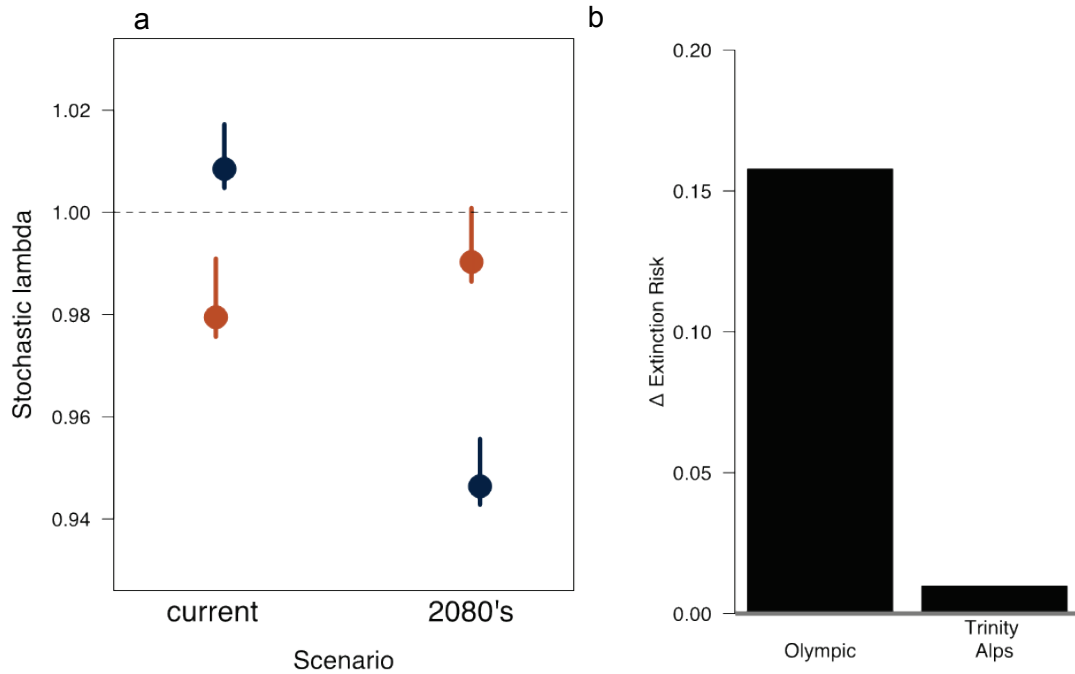 a
1.02
1.00
0.98
0.96
0.94
Stochastic lambda
current
2080's
Scenario
b
0.20
0.15
0.10
0.05
0.00
Δ Extinction Risk
Olympic
Trinity
Alps